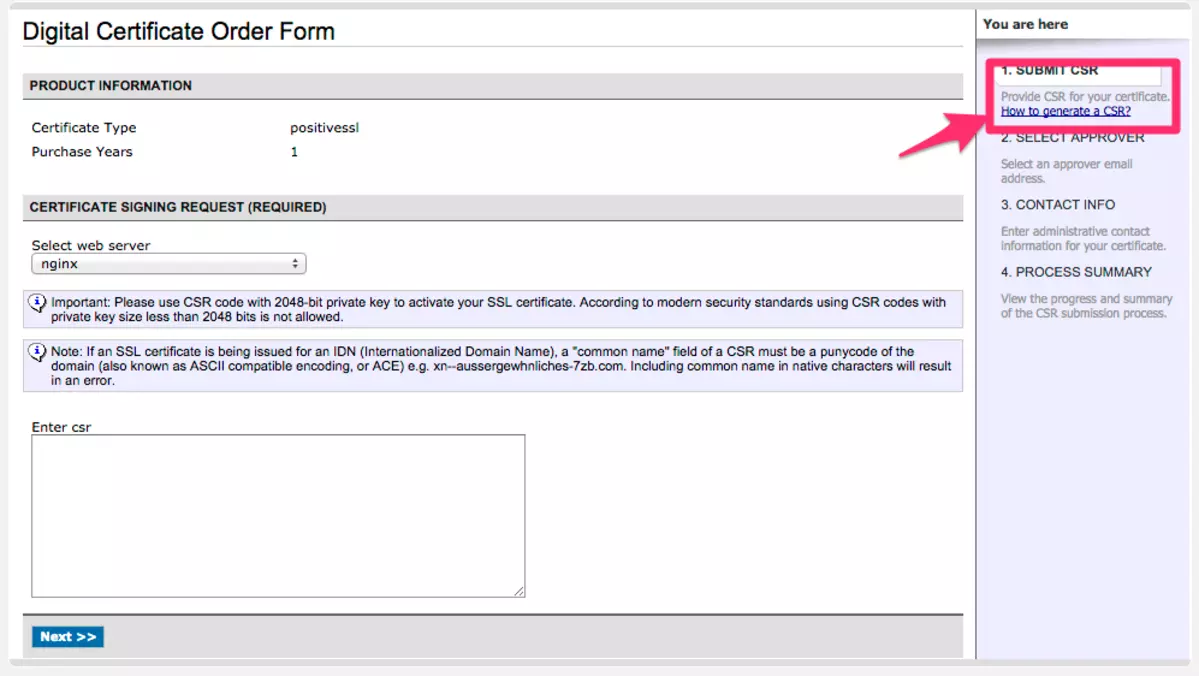 Digital Certificate Order Form
PRODUCT INFORMATION
Certificate Type positivessl
Purchase Years 1
CERTIFICATE SIGNING REQUEST (REQUIRED)
Select web server
nginx
Important: Please use CSR code with 2048-bit private key to activate your SSL certificate. According to modern security standards using CSR codes with
private key size less than 2048 bits is not allowed.
Note: If an SSL certificate is being issued for an IDN (Internationalized Domain Name), a "common name" field of a CSR must be a punycode of the
domain (also known as ASCII compatible encoding, or ACE) e.g. xn--aussergewhnliches-7zb.com. Including common name in native characters will result
in an error.
Enter csr
Next >>
You are here
1. SUBMIT CSR
Provide CSR for your certificate.
How to generate a CSR?
2. SELECT APPROVER
Select an approver email
address.
3. CONTACT INFO
Enter administrative contact
information for your certificate.
4. PROCESS SUMMARY
View the progress and summary
of the CSR submission process.